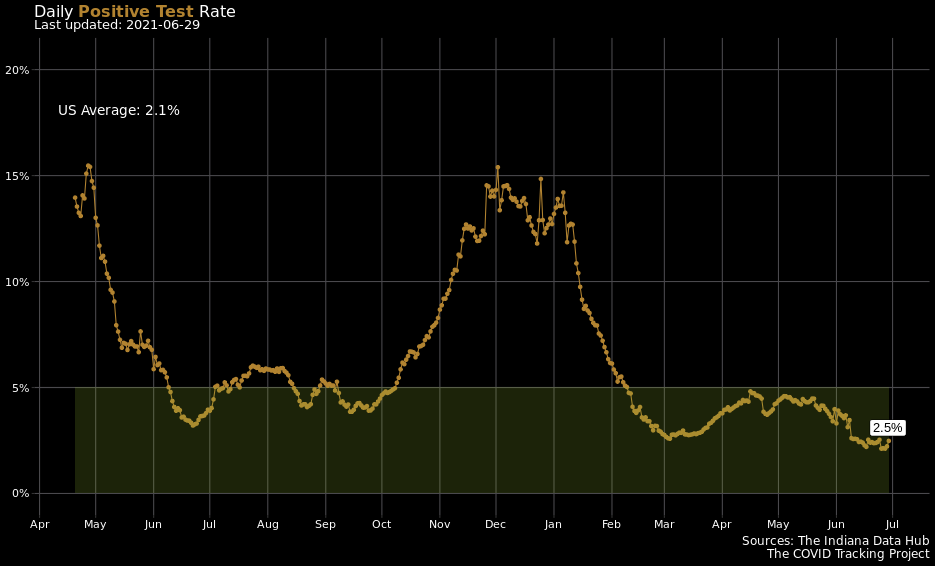 Daily Positive Test Rate
Last updated: 2021-06-29
20%
US Average: 2.1%
15%
10%
5%
2.5%
0%
Apr May Jun Jul Aug Sep Oct Nov Dec Jan Feb Mar Apr May Jun Jul
Sources: The Indiana Data Hub
The COVID Tracking Project